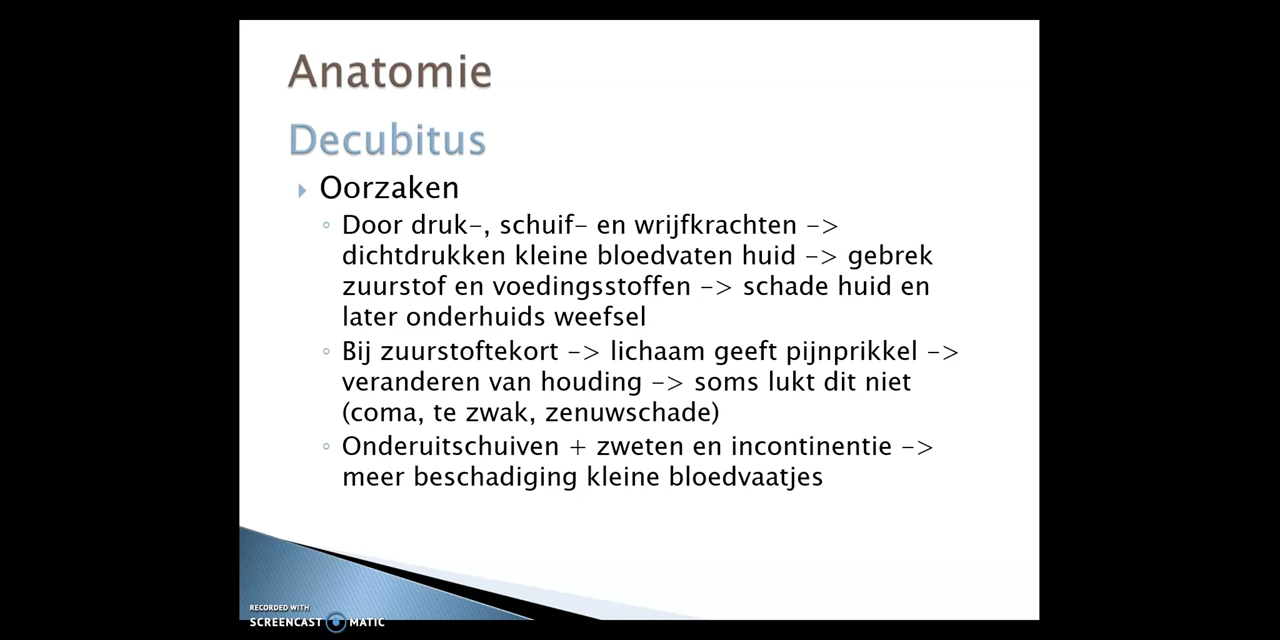 Anatomie
Decubitus
Oorzaken
Door druk-, schuif- en wrijfkrachten ->
dichtdrukken kleine bloedvaten huid -> gebrek
zuurstof en voedingsstoffen -> schade huid en
later onderhuids weefsel
Bij zuurstoftekort -> lichaam geeft pijnprikkel ->
veranderen van houding -> soms lukt dit niet
(coma, te zwak, zenuwschade)
Onderuitschuiven + zweten en incontinentie ->
meer beschadiging kleine bloedvaatjes
RECORDED WITH
SCREENCAST MATIC